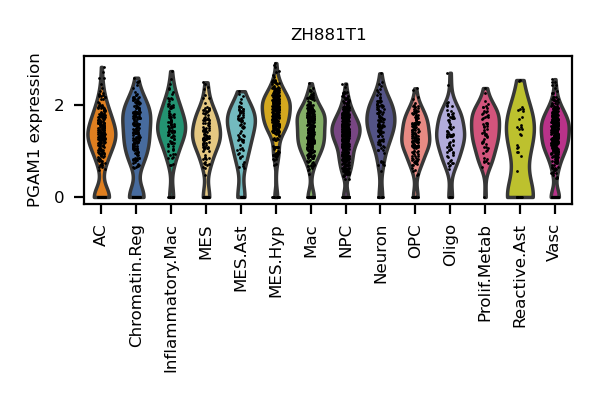 ZH881T1
PGAM1 expression
2
0
AC
Chromatin.Reg
Inflammatory.Mac
MES
MES.Ast
MES.Hyp
Mac
NPC
Neuron
OPC
Oligo
Prolif.Metab
Reactive.Ast
Vasc